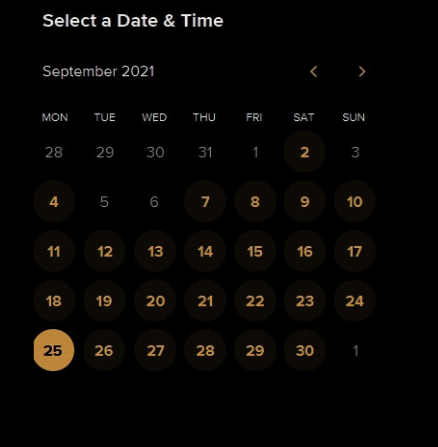 Select a Date & Time
September 2021 < >
MON TUE WED THU FRI SAT SUN
28 29 30 31 1 2 3
4 5 6 7 8 9 10
11 12 13 14 15 16 17
18 19 20 21 22 23 24
25 26 27 28 29 30 1